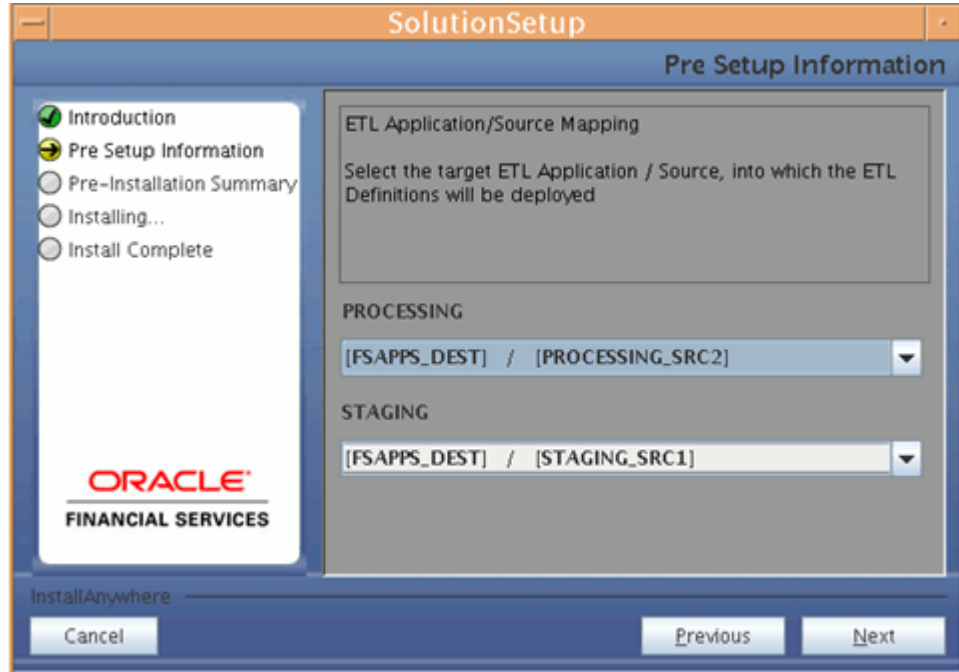 SolutionSetup
Pre Setup Information
Introduction
Pre Setup Information
Pre-Installation Summary
Installing...
Install Complete
ORACLE
FINANCIAL SERVICES
ETL Application/Source Mapping
Select the target ETL Application / Source, into which the ETL
Definitions will be deployed
PROCESSING
[FSAPPS_DEST] / [PROCESSING_SRC2]
STAGING
[FSAPPS_DEST] / [STAGING_SRC1]
InstallAnywhere
Cancel
Previous
Next